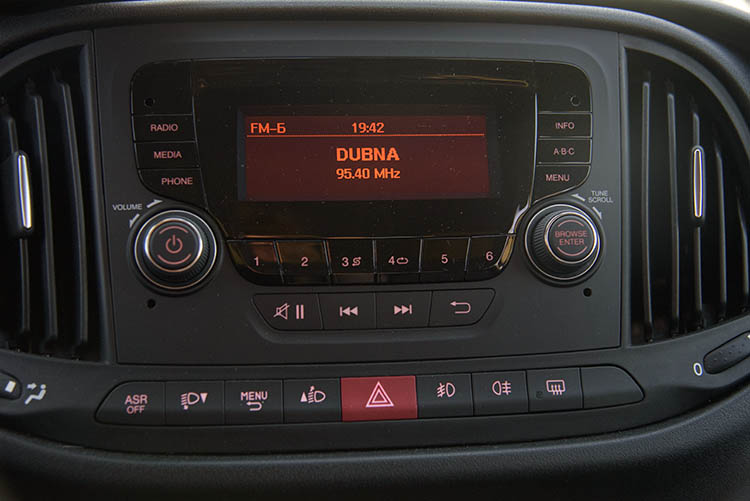 FM-Б 19:42
DUBNA
95.40 MHz
RADIO
MEDIA
PHONE
INFO
A·B·C
MENU
VOLUME
TUNE
SCROLL
BROWSE
ENTER
1 2 3 4 5 6
ASR
OFF
MENU
0